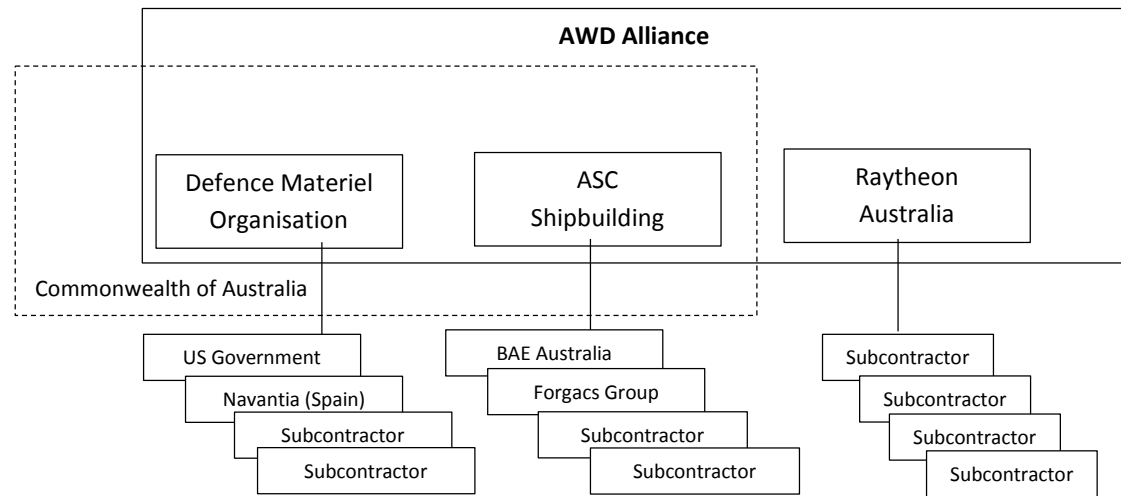 AWD Alliance
Defence Materiel
Organisation
ASC
Shipbuilding
Raytheon
Australia
Commonwealth of Australia
US Government
Navantia (Spain)
Subcontractor
Subcontractor
BAE Australia
Forgacs Group
Subcontractor
Subcontractor
Subcontractor
Subcontractor
Subcontractor
Subcontractor